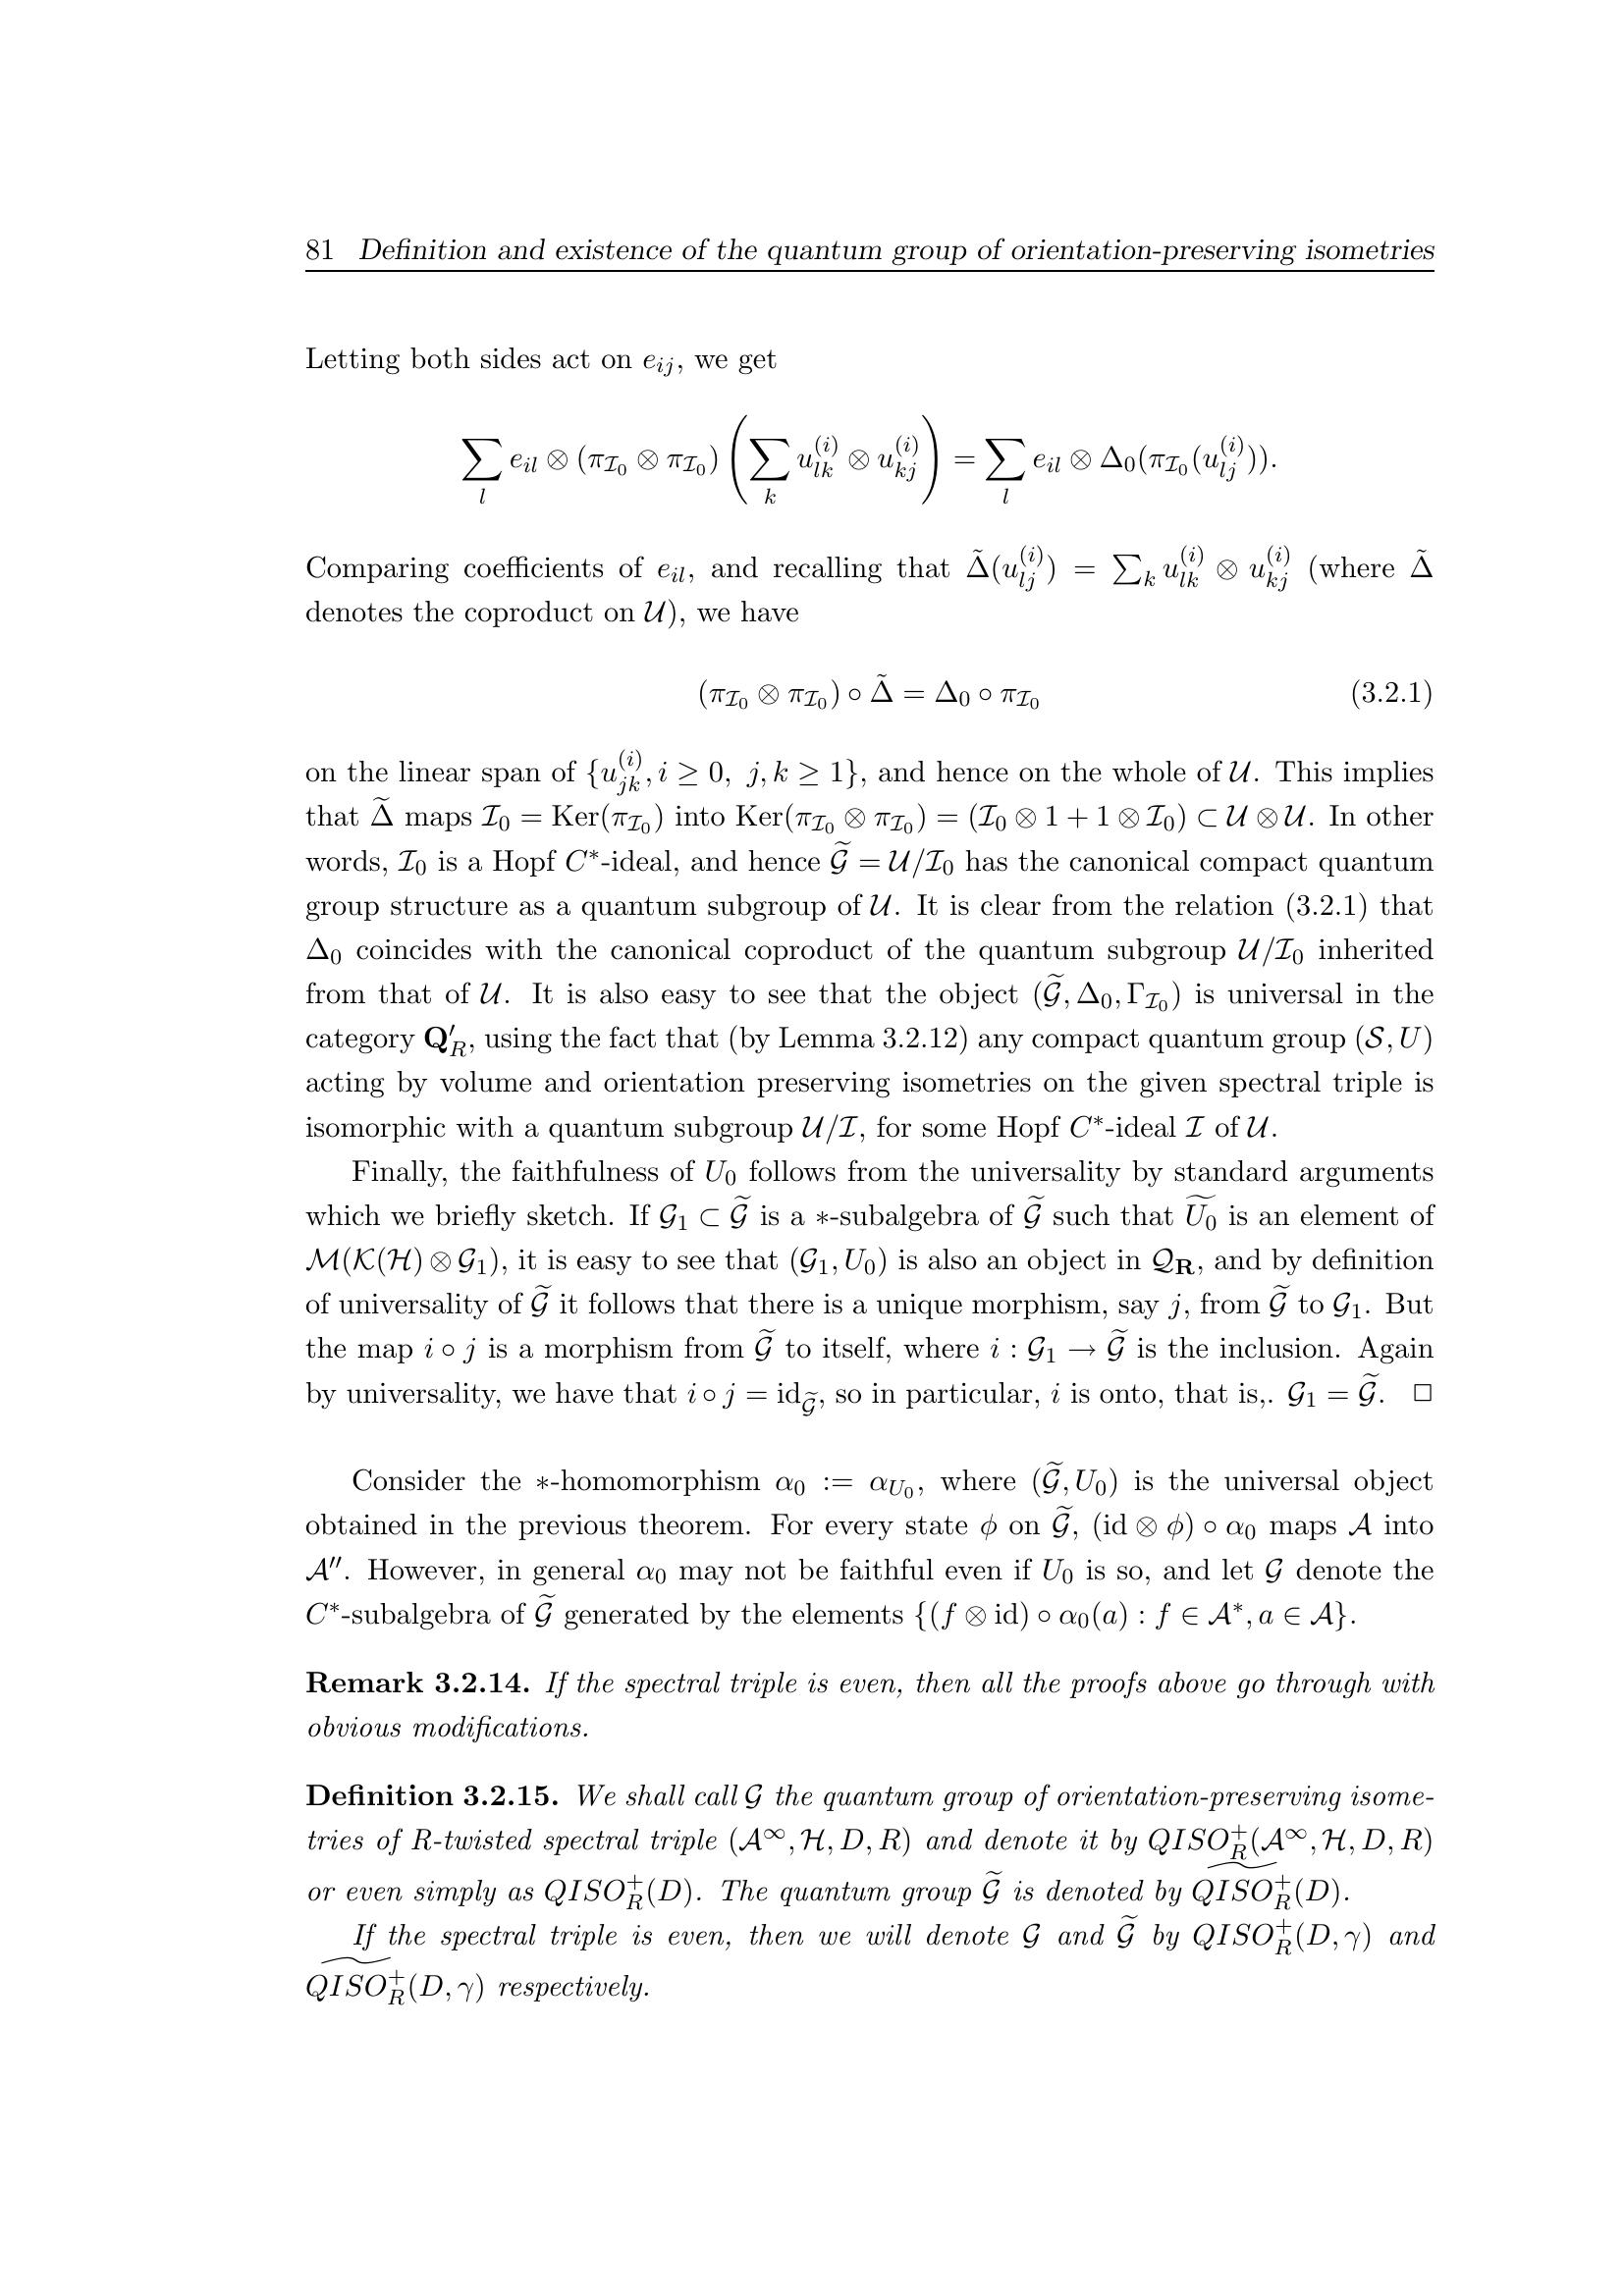 81 Definition and existence of the quantum group of orientation-preserving isometries
Letting both sides act on $e_{ij}$, we get
$$\sum_l e_{il} \otimes (\pi_{\mathcal{I}_0} \otimes \pi_{\mathcal{I}_0}) \left( \sum_k u_{lk}^{(i)} \otimes u_{kj}^{(i)} \right) = \sum_l e_{il} \otimes \Delta_0(\pi_{\mathcal{I}_0}(u_{lj}^{(i)})).$$
Comparing coefficients of $e_{il}$, and recalling that $\tilde{\Delta}(u_{lj}^{(i)}) = \sum_k u_{lk}^{(i)} \otimes u_{kj}^{(i)}$ (where $\tilde{\Delta}$
denotes the coproduct on $\mathcal{U}$), we have
$$(\pi_{\mathcal{I}_0} \otimes \pi_{\mathcal{I}_0}) \circ \tilde{\Delta} = \Delta_0 \circ \pi_{\mathcal{I}_0} \quad (3.2.1)$$
on the linear span of $\{u_{jk}^{(i)}, i \geq 0,\ j, k \geq 1\}$, and hence on the whole of $\mathcal{U}$. This implies
that $\widetilde{\Delta}$ maps $\mathcal{I}_0 = \mathrm{Ker}(\pi_{\mathcal{I}_0})$ into $\mathrm{Ker}(\pi_{\mathcal{I}_0} \otimes \pi_{\mathcal{I}_0}) = (\mathcal{I}_0 \otimes 1 + 1 \otimes \mathcal{I}_0) \subset \mathcal{U} \otimes \mathcal{U}$. In other
words, $\mathcal{I}_0$ is a Hopf $C^*$-ideal, and hence $\widetilde{\mathcal{G}} = \mathcal{U}/\mathcal{I}_0$ has the canonical compact quantum
group structure as a quantum subgroup of $\mathcal{U}$. It is clear from the relation (3.2.1) that
$\Delta_0$ coincides with the canonical coproduct of the quantum subgroup $\mathcal{U}/\mathcal{I}_0$ inherited
from that of $\mathcal{U}$. It is also easy to see that the object $(\widetilde{\mathcal{G}}, \Delta_0, \Gamma_{\mathcal{I}_0})$ is universal in the
category $\mathbf{Q}'_R$, using the fact that (by Lemma 3.2.12) any compact quantum group $(\mathcal{S}, U)$
acting by volume and orientation preserving isometries on the given spectral triple is
isomorphic with a quantum subgroup $\mathcal{U}/\mathcal{I}$, for some Hopf $C^*$-ideal $\mathcal{I}$ of $\mathcal{U}$.
Finally, the faithfulness of $U_0$ follows from the universality by standard arguments
which we briefly sketch. If $\mathcal{G}_1 \subset \widetilde{\mathcal{G}}$ is a $*$-subalgebra of $\widetilde{\mathcal{G}}$ such that $\widetilde{U_0}$ is an element of
$\mathcal{M}(\mathcal{K}(\mathcal{H}) \otimes \mathcal{G}_1)$, it is easy to see that $(\mathcal{G}_1, U_0)$ is also an object in $\mathcal{Q}_{\mathbf{R}}$, and by definition
of universality of $\widetilde{\mathcal{G}}$ it follows that there is a unique morphism, say $j$, from $\widetilde{\mathcal{G}}$ to $\mathcal{G}_1$. But
the map $i \circ j$ is a morphism from $\widetilde{\mathcal{G}}$ to itself, where $i : \mathcal{G}_1 \to \widetilde{\mathcal{G}}$ is the inclusion. Again
by universality, we have that $i \circ j = \mathrm{id}_{\widetilde{\mathcal{G}}}$, so in particular, $i$ is onto, that is,. $\mathcal{G}_1 = \widetilde{\mathcal{G}}$. □
Consider the $*$-homomorphism $\alpha_0 := \alpha_{U_0}$, where $(\widetilde{\mathcal{G}}, U_0)$ is the universal object
obtained in the previous theorem. For every state $\phi$ on $\widetilde{\mathcal{G}}$, $(\mathrm{id} \otimes \phi) \circ \alpha_0$ maps $\mathcal{A}$ into
$\mathcal{A}''$. However, in general $\alpha_0$ may not be faithful even if $U_0$ is so, and let $\mathcal{G}$ denote the
$C^*$-subalgebra of $\widetilde{\mathcal{G}}$ generated by the elements $\{(f \otimes \mathrm{id}) \circ \alpha_0(a) : f \in \mathcal{A}^*, a \in \mathcal{A}\}$.
**Remark 3.2.14.** If the spectral triple is even, then all the proofs above go through with
obvious modifications.
**Definition 3.2.15.** We shall call $\mathcal{G}$ the quantum group of orientation-preserving isome-
tries of R-twisted spectral triple $(\mathcal{A}^\infty, \mathcal{H}, D, R)$ and denote it by $QISO_R^+(\mathcal{A}^\infty, \mathcal{H}, D, R)$
or even simply as $QISO_R^+(D)$. The quantum group $\widetilde{\mathcal{G}}$ is denoted by $\widetilde{QISO_R^+}(D)$.
If the spectral triple is even, then we will denote $\mathcal{G}$ and $\widetilde{\mathcal{G}}$ by $QISO_R^+(D, \gamma)$ and
$\widetilde{QISO_R^+}(D, \gamma)$ respectively.